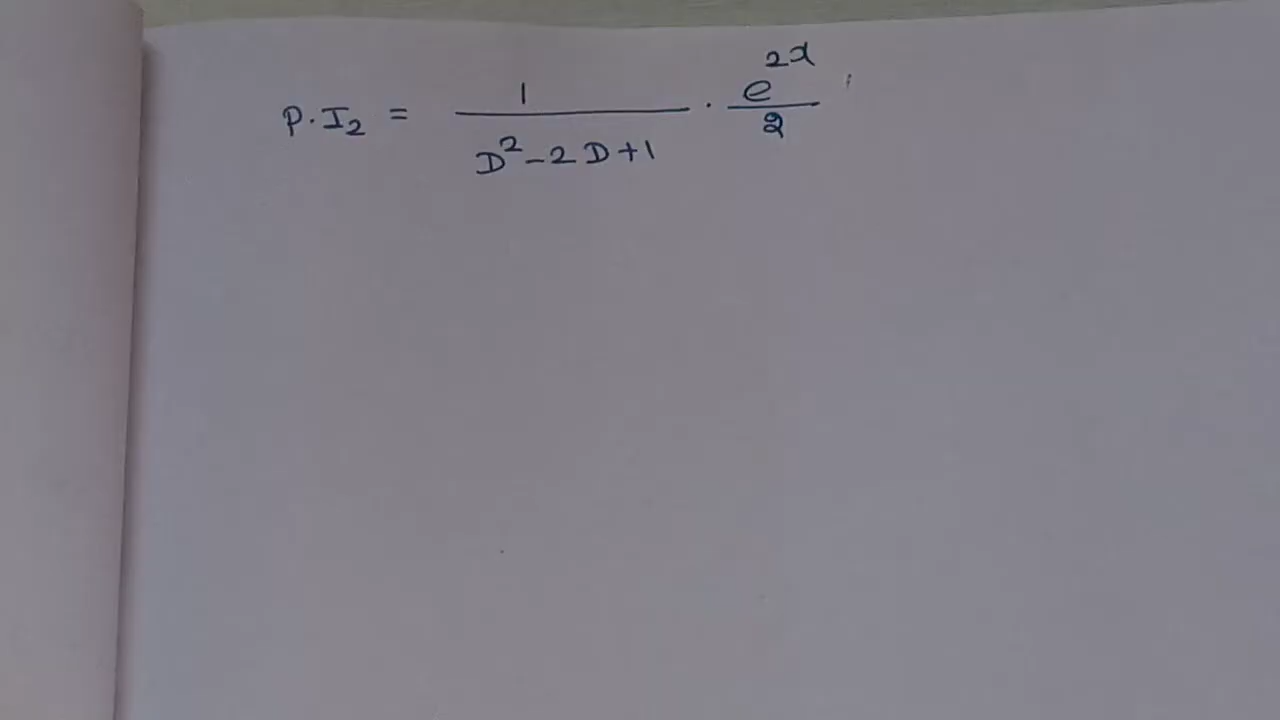 P.I₂ = 1/(D² - 2D + 1) · e^{2x}/2